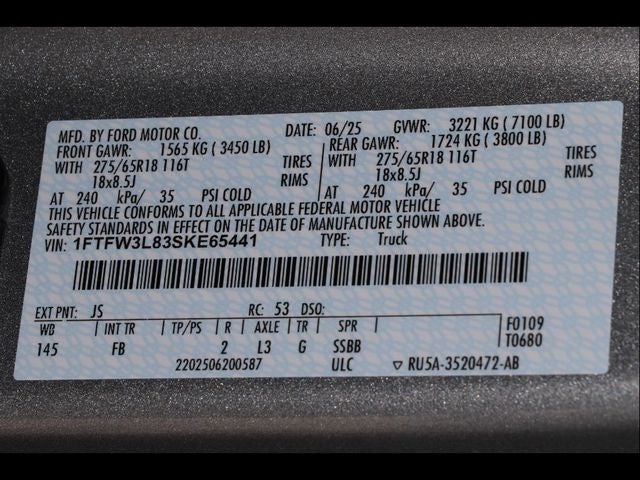 MFD. BY FORD MOTOR CO. DATE: 06/25 GVWR: 3221 KG ( 7100 LB)
FRONT GAWR: 1565 KG ( 3450 LB) REAR GAWR: 1724 KG ( 3800 LB)
WITH 275/65R18 116T TIRES WITH 275/65R18 116T TIRES
18x8.5J RIMS 18x8.5J RIMS
AT 240 kPa/ 35 PSI COLD AT 240 kPa/ 35 PSI COLD
THIS VEHICLE CONFORMS TO ALL APPLICABLE FEDERAL MOTOR VEHICLE
SAFETY STANDARDS IN EFFECT ON THE DATE OF MANUFACTURE SHOWN ABOVE.
VIN: 1FTFW3L83SKE65441 TYPE: Truck
EXT PNT: JS RC: 53 DSO:
WB INT TR TP/PS R AXLE TR SPR F0109
145 FB 2 L3 G SSBB T0680
2202506200587 ULC ▽ RU5A-3520472-AB